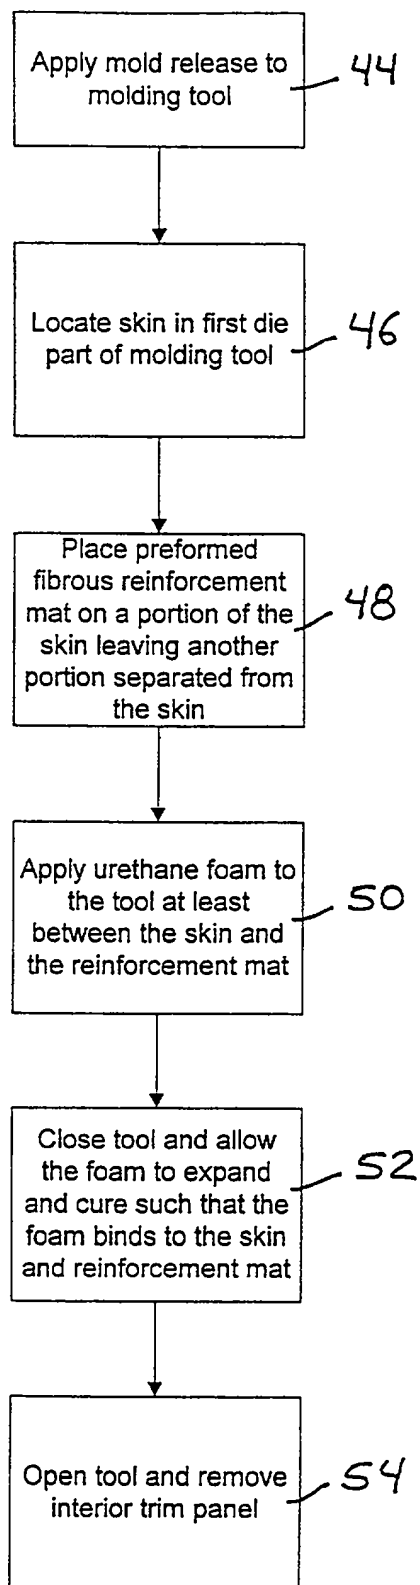 Apply mold release to
molding tool
44
Locate skin in first die
part of molding tool
46
Place preformed
fibrous reinforcement
mat on a portion of the
skin leaving another
portion separated from
the skin
48
Apply urethane foam to
the tool at least
between the skin and
the reinforcement mat
50
Close tool and allow
the foam to expand
and cure such that the
foam binds to the skin
and reinforcement mat
52
Open tool and remove
interior trim panel
54